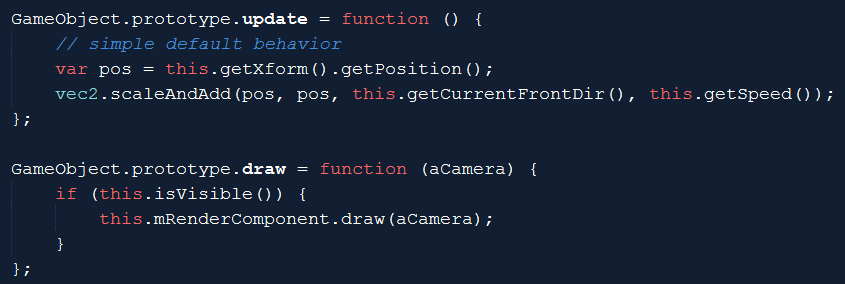 GameObject.prototype.update = function () {
    // simple default behavior
    var pos = this.getXform().getPosition();
    vec2.scaleAndAdd(pos, pos, this.getCurrentFrontDir(), this.getSpeed());
};

GameObject.prototype.draw = function (aCamera) {
    if (this.isVisible()) {
        this.mRenderComponent.draw(aCamera);
    }
};